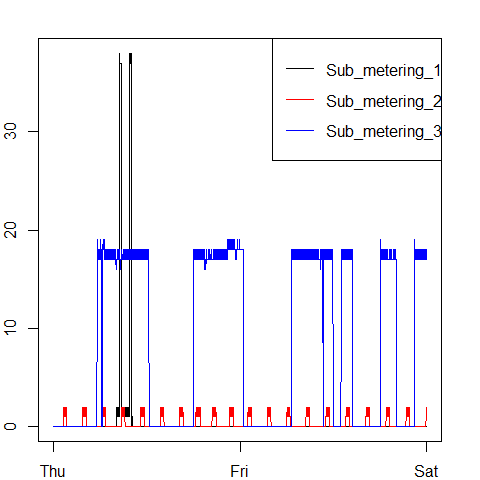 Sub_metering_1
Sub_metering_2
Sub_metering_3
30
20
10
0
Thu Fri Sat